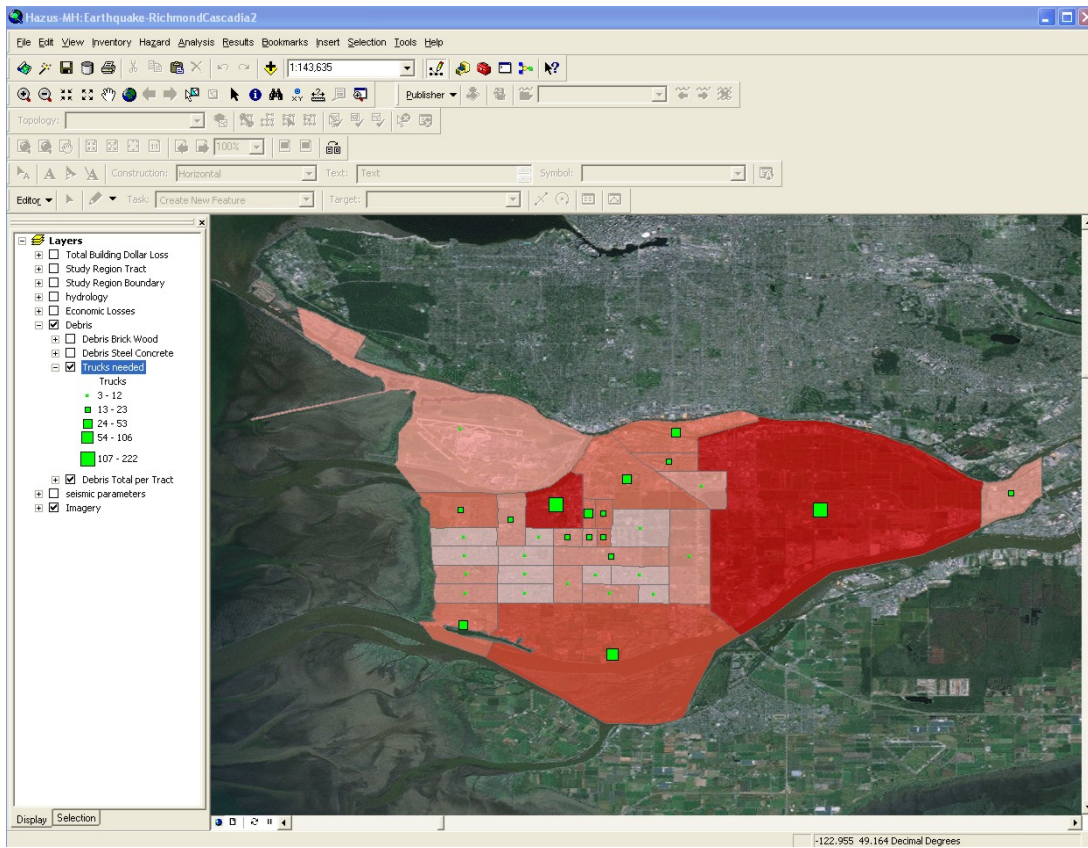 Hazus-MH:Earthquake-RichmondCascadia2
File Edit View Inventory Hazard Analysis Results Bookmarks Insert Selection Tools Help
1:143,635
Publisher
Topology:
100%
Construction: Horizontal Text: Text Symbol:
Editor Task: Create New Feature Target:
Layers
Total Building Dollar Loss
Study Region Tract
Study Region Boundary
hydrology
Economic Losses
Debris
Debris Brick Wood
Debris Steel Concrete
Trucks needed
Trucks
3 - 12
13 - 23
24 - 53
54 - 106
107 - 222
Debris Total per Tract
seismic parameters
Imagery
Display Selection
-122.955 49.164 Decimal Degrees